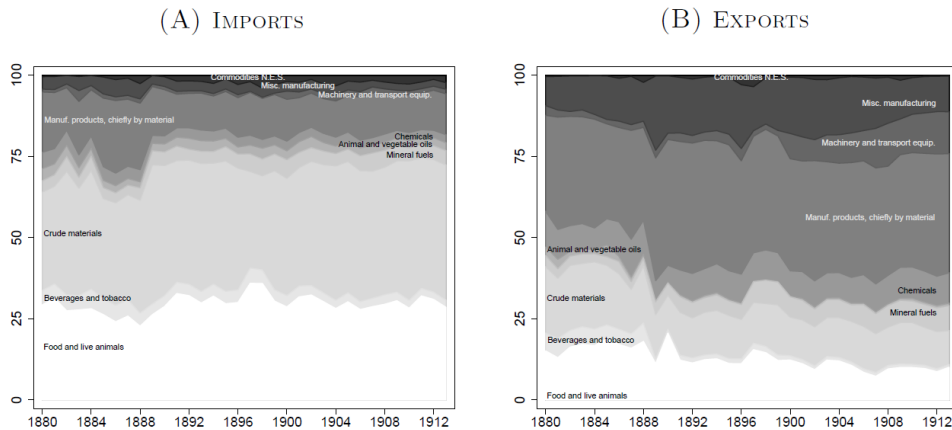 (A) Imports
100
75
50
25
0
Commodities N.E.S.
Misc. manufacturing
Machinery and transport equip.
Manuf. products, chiefly by material
Chemicals
Animal and vegetable oils
Mineral fuels
Crude materials
Beverages and tobacco
Food and live animals
1880 1884 1888 1892 1896 1900 1904 1908 1912
(B) Exports
100
75
50
25
0
Commodities N.E.S.
Misc. manufacturing
Machinery and transport equip.
Manuf. products, chiefly by material
Animal and vegetable oils
Chemicals
Crude materials
Mineral fuels
Beverages and tobacco
Food and live animals
1880 1884 1888 1892 1896 1900 1904 1908 1912